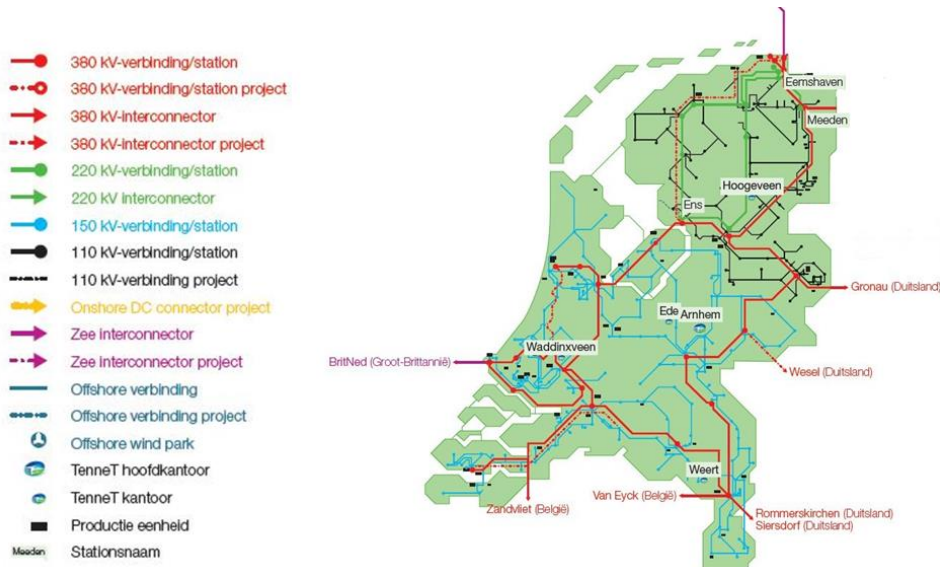 380 kV-verbinding/station
380 kV-verbinding/station project
380 kV-interconnector
380 kV-interconnector project
220 kV-verbinding/station
220 kV interconnector
150 kV-verbinding/station
110 kV-verbinding/station
110 kV-verbinding project
Onshore DC connector project
Zee interconnector
Zee interconnector project
Offshore verbinding
Offshore verbinding project
Offshore wind park
TenneT hoofdkantoor
TenneT kantoor
Productie eenheid
Meeden Stationsnaam
Eemshaven
Meeden
Hoogeveen
Ens
Gronau (Duitsland)
Ede Arnhem
Waddinxveen
BritNed (Groot-Brittannië)
Wesel (Duitsland)
Weert
Van Eyck (België)
Zandvliet (België)
Rommerskirchen (Duitsland)
Siersdorf (Duitsland)